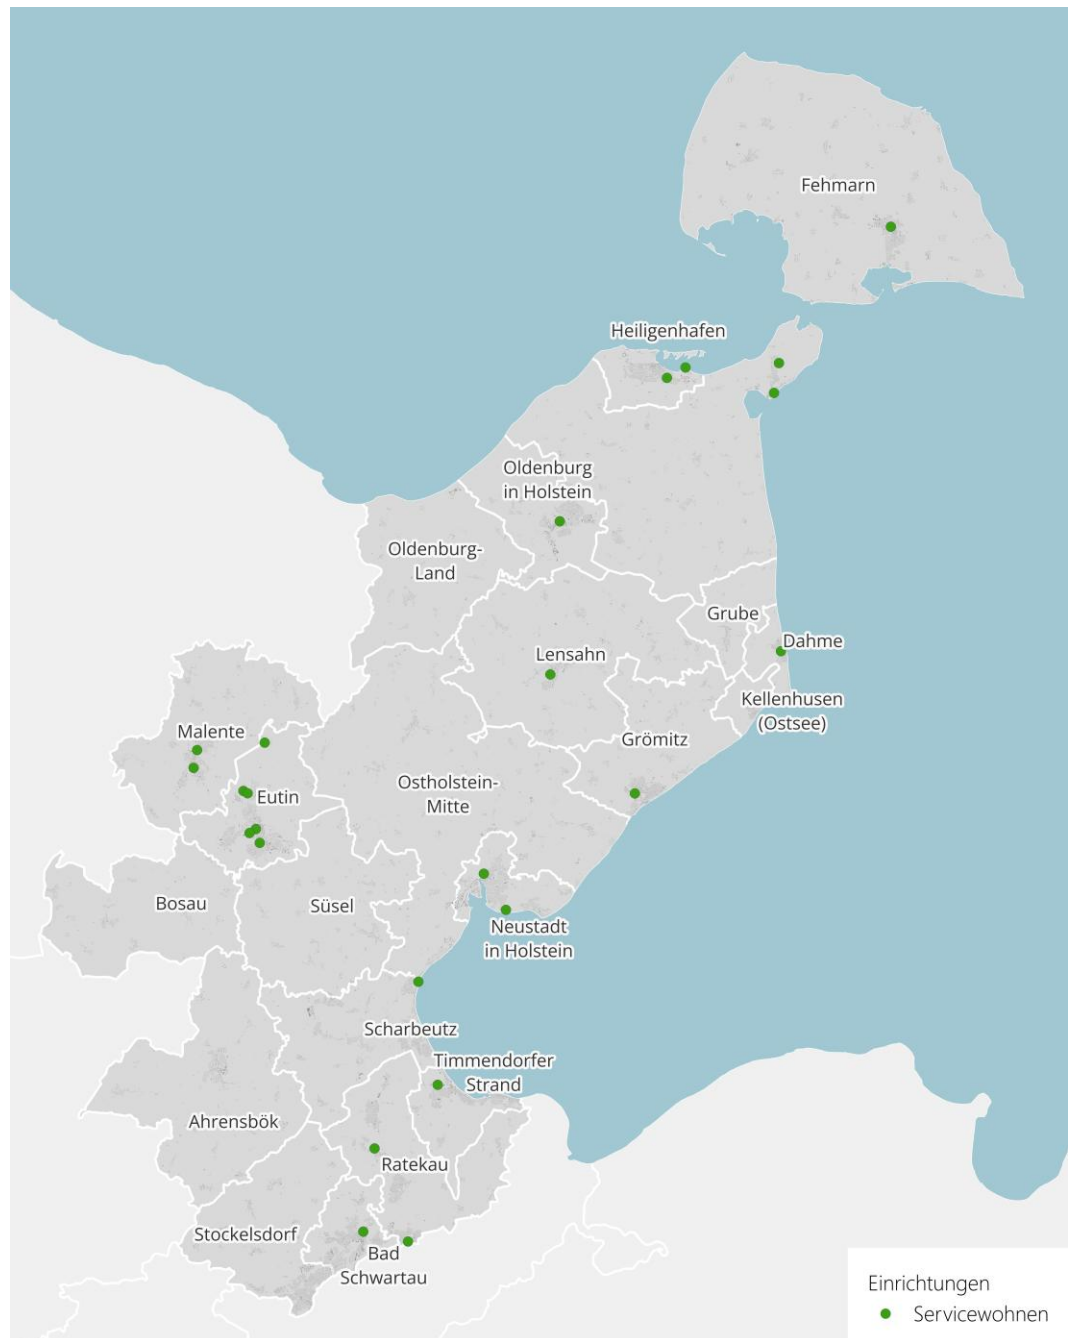 Fehmarn
Heiligenhafen
Oldenburg
in Holstein
Oldenburg-
Land
Grube
Dahme
Lensahn
Kellenhusen
(Ostsee)
Malente
Grömitz
Ostholstein-
Mitte
Eutin
Bosau
Süsel
Neustadt
in Holstein
Scharbeutz
Timmendorfer
Strand
Ahrensbök
Ratekau
Stockelsdorf
Bad
Schwartau
Einrichtungen
Servicewohnen